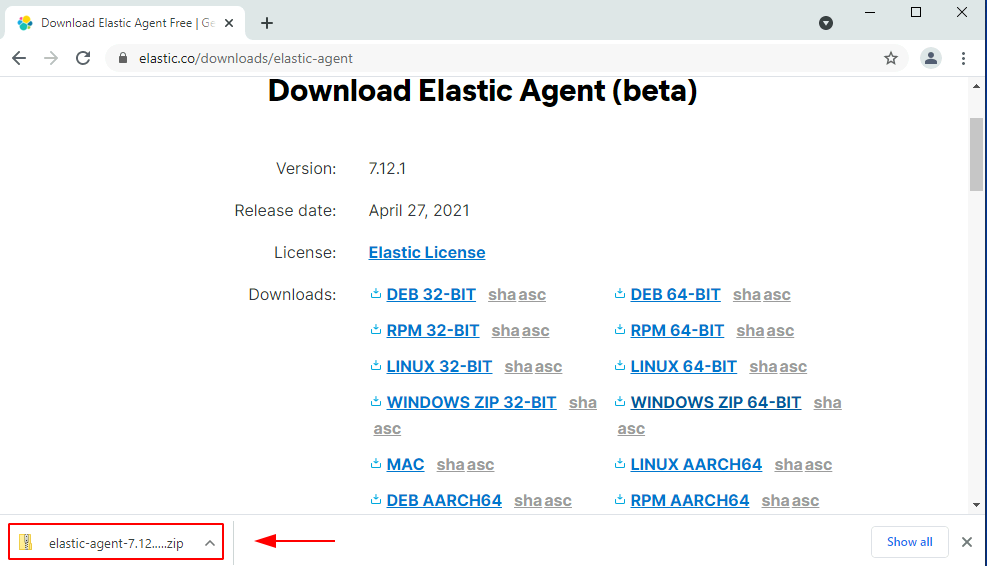 Download Elastic Agent Free | Ge
elastic.co/downloads/elastic-agent
Download Elastic Agent (beta)
Version: 7.12.1
Release date: April 27, 2021
License: Elastic License
Downloads: DEB 32-BIT sha asc DEB 64-BIT sha asc
RPM 32-BIT sha asc RPM 64-BIT sha asc
LINUX 32-BIT sha asc LINUX 64-BIT sha asc
WINDOWS ZIP 32-BIT sha WINDOWS ZIP 64-BIT sha
asc asc
MAC sha asc LINUX AARCH64 sha asc
DEB AARCH64 sha asc RPM AARCH64 sha asc
elastic-agent-7.12.....zip Show all